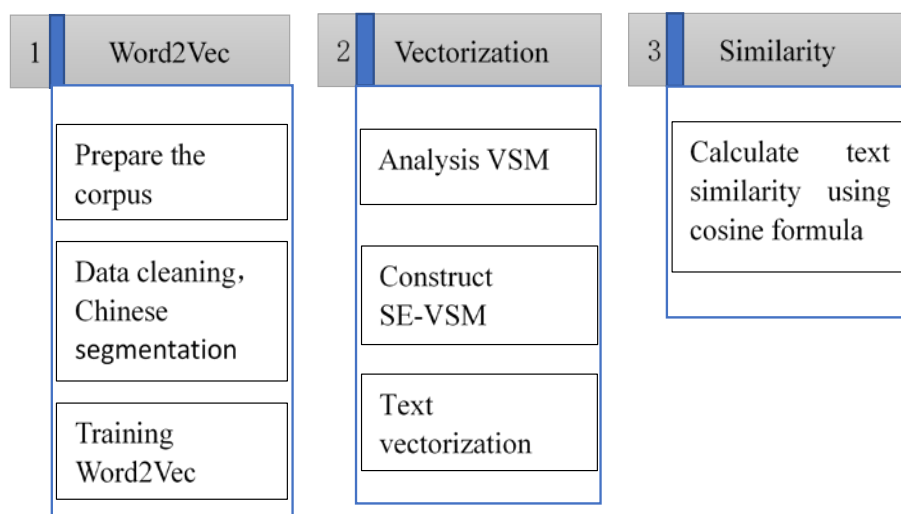 1 Word2Vec
Prepare the
corpus
Data cleaning，
Chinese
segmentation
Training
Word2Vec
2 Vectorization
Analysis VSM
Construct
SE-VSM
Text
vectorization
3 Similarity
Calculate text
similarity using
cosine formula